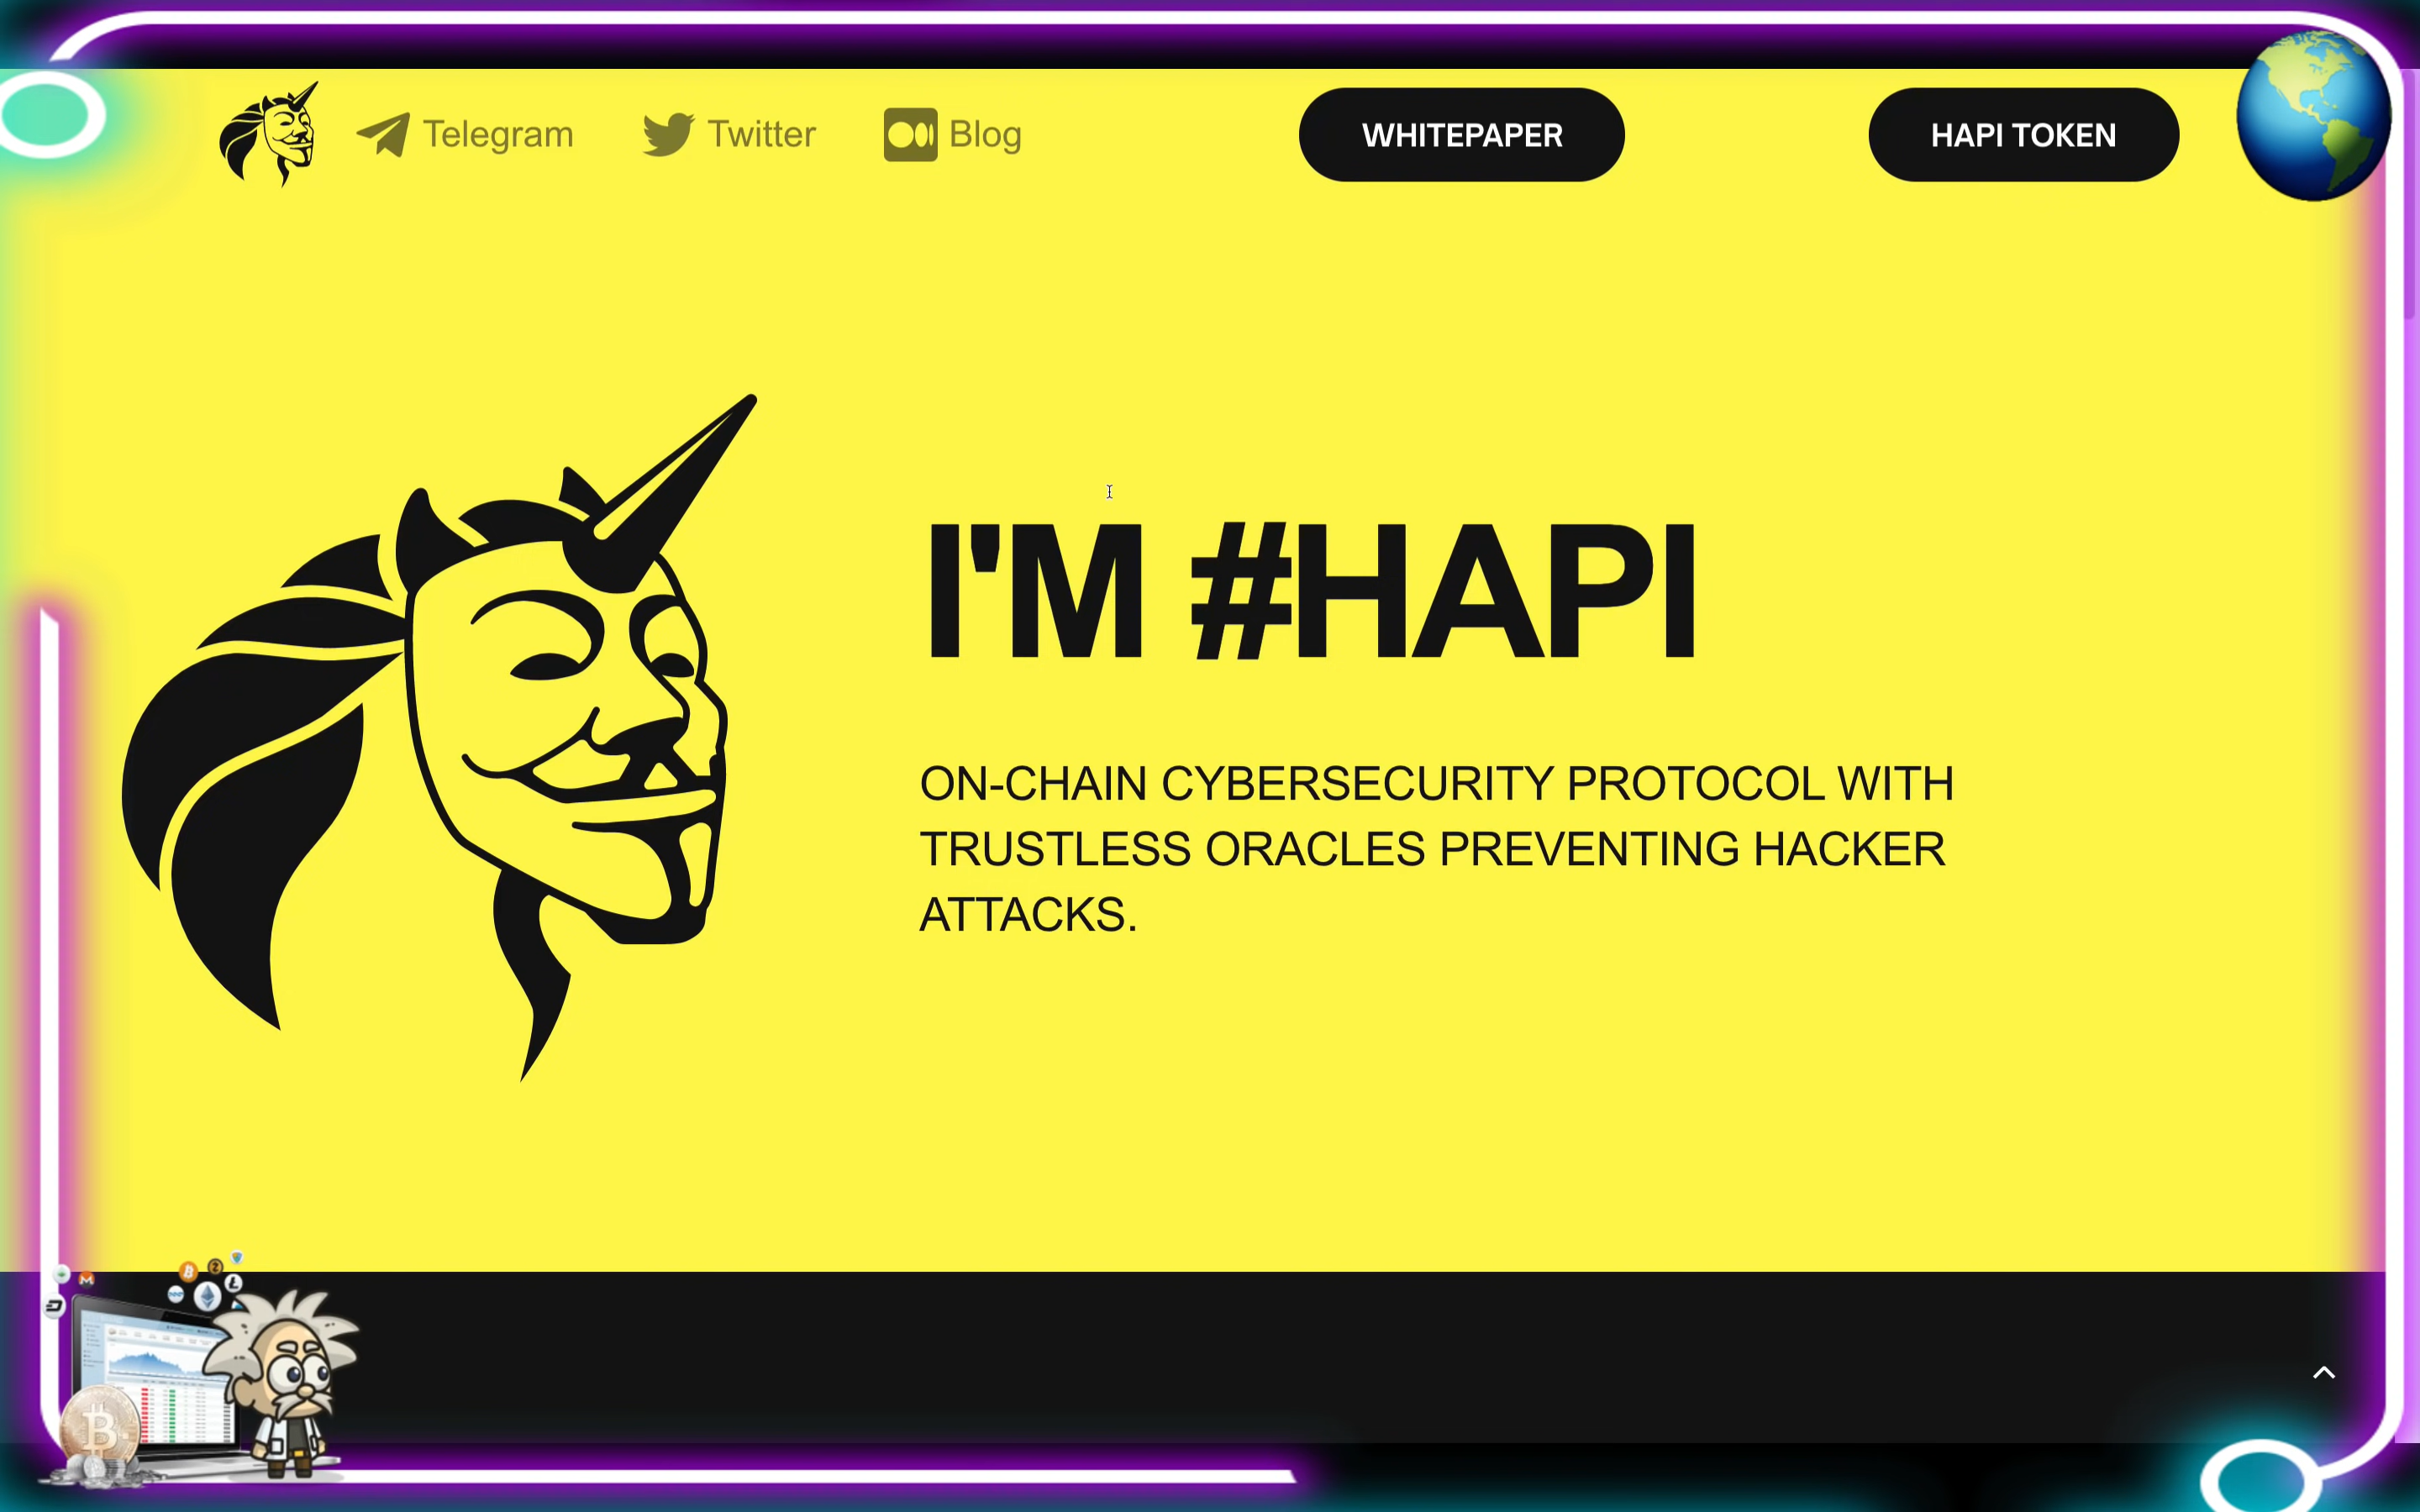 Telegram
Twitter
Blog
WHITEPAPER
HAPI TOKEN
I'M #HAPI
ON-CHAIN CYBERSECURITY PROTOCOL WITH
TRUSTLESS ORACLES PREVENTING HACKER
ATTACKS.